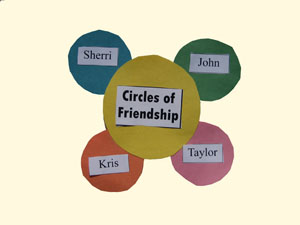 Sherri
John
Circles of
Friendship
Kris
Taylor